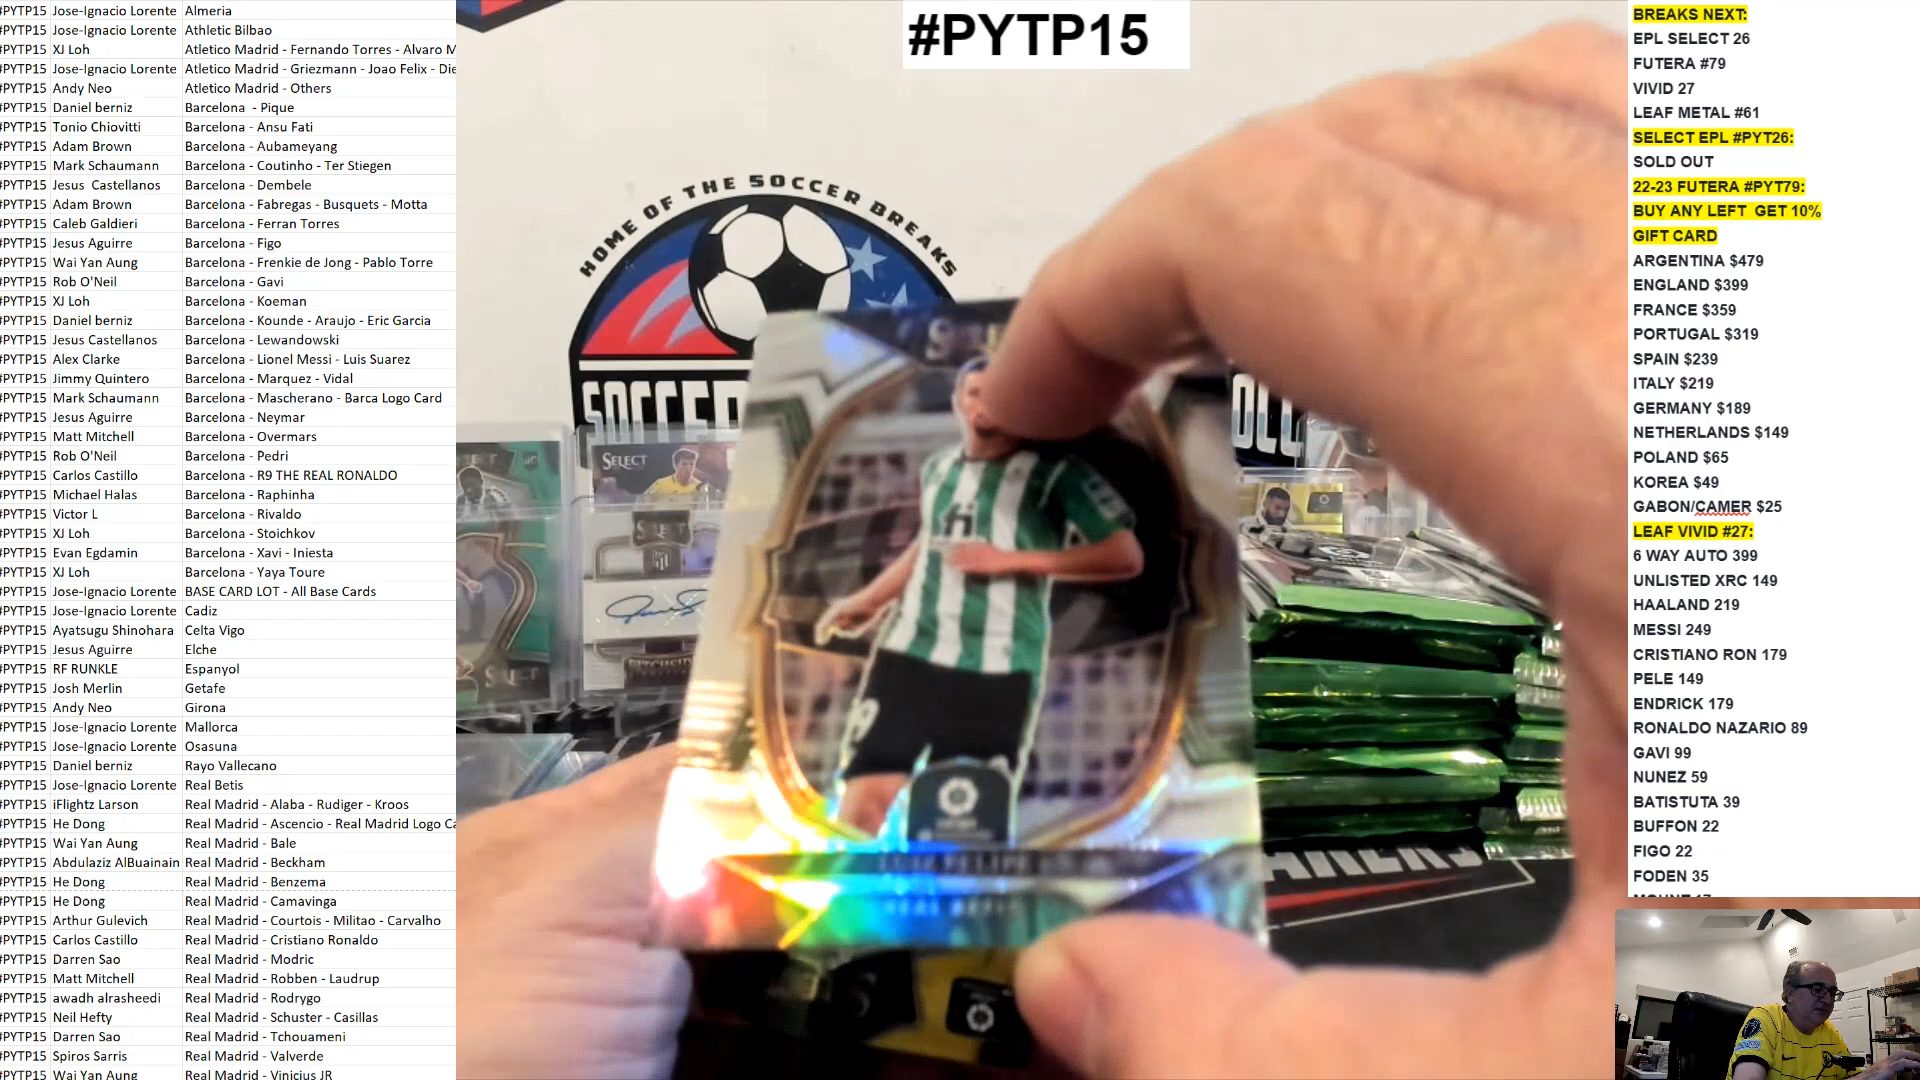 #PYTP15 Jose-Ignacio Lorente Almeria
#PYTP15 Jose-Ignacio Lorente Athletic Bilbao
#PYTP15 XJ Loh Atletico Madrid - Fernando Torres - Alvaro M
#PYTP15 Jose-Ignacio Lorente Atletico Madrid - Griezmann - Joao Felix - Die
#PYTP15 Andy Neo Atletico Madrid - Others
#PYTP15 Daniel berniz Barcelona - Pique
#PYTP15 Tonio Chiovitti Barcelona - Ansu Fati
#PYTP15 Adam Brown Barcelona - Aubameyang
#PYTP15 Mark Schaumann Barcelona - Coutinho - Ter Stiegen
#PYTP15 Jesus Castellanos Barcelona - Dembele
#PYTP15 Adam Brown Barcelona - Fabregas - Busquets - Motta
#PYTP15 Caleb Galdieri Barcelona - Ferran Torres
#PYTP15 Jesus Aguirre Barcelona - Figo
#PYTP15 Wai Yan Aung Barcelona - Frenkie de Jong - Pablo Torre
#PYTP15 Rob O'Neil Barcelona - Gavi
#PYTP15 XJ Loh Barcelona - Koeman
#PYTP15 Daniel berniz Barcelona - Kounde - Araujo - Eric Garcia
#PYTP15 Jesus Castellanos Barcelona - Lewandowski
#PYTP15 Alex Clarke Barcelona - Lionel Messi - Luis Suarez
#PYTP15 Jimmy Quintero Barcelona - Marquez - Vidal
#PYTP15 Mark Schaumann Barcelona - Mascherano - Barca Logo Card
#PYTP15 Jesus Aguirre Barcelona - Neymar
#PYTP15 Matt Mitchell Barcelona - Overmars
#PYTP15 Rob O'Neil Barcelona - Pedri
#PYTP15 Carlos Castillo Barcelona - R9 THE REAL RONALDO
#PYTP15 Michael Halas Barcelona - Raphinha
#PYTP15 Victor L Barcelona - Rivaldo
#PYTP15 XJ Loh Barcelona - Stoichkov
#PYTP15 Evan Egdamin Barcelona - Xavi - Iniesta
#PYTP15 XJ Loh Barcelona - Yaya Toure
#PYTP15 Jose-Ignacio Lorente BASE CARD LOT - All Base Cards
#PYTP15 Jose-Ignacio Lorente Cadiz
#PYTP15 Ayatsugu Shinohara Celta Vigo
#PYTP15 Jesus Aguirre Elche
#PYTP15 RF RUNKLE Espanyol
#PYTP15 Josh Merlin Getafe
#PYTP15 Andy Neo Girona
#PYTP15 Jose-Ignacio Lorente Mallorca
#PYTP15 Jose-Ignacio Lorente Osasuna
#PYTP15 Daniel berniz Rayo Vallecano
#PYTP15 Jose-Ignacio Lorente Real Betis
#PYTP15 iFlightz Larson Real Madrid - Alaba - Rudiger - Kroos
#PYTP15 He Dong Real Madrid - Ascencio - Real Madrid Logo Ca
#PYTP15 Wai Yan Aung Real Madrid - Bale
#PYTP15 Abdulaziz AlBuainain Real Madrid - Beckham
#PYTP15 He Dong Real Madrid - Benzema
#PYTP15 He Dong Real Madrid - Camavinga
#PYTP15 Arthur Gulevich Real Madrid - Courtois - Militao - Carvalho
#PYTP15 Carlos Castillo Real Madrid - Cristiano Ronaldo
#PYTP15 Darren Sao Real Madrid - Modric
#PYTP15 Matt Mitchell Real Madrid - Robben - Laudrup
#PYTP15 awadh alrasheedi Real Madrid - Rodrygo
#PYTP15 Neil Hefty Real Madrid - Schuster - Casillas
#PYTP15 Darren Sao Real Madrid - Tchouameni
#PYTP15 Spiros Sarris Real Madrid - Valverde
#PYTP15 Wai Yan Aung Real Madrid - Vinicius JR
#PYTP15
HOME OF THE SOCCER BREAKS
SOCCER
SELECT
REAL BETIS
BREAKS NEXT:
EPL SELECT 26
FUTERA #79
VIVID 27
LEAF METAL #61
SELECT EPL #PYT26:
SOLD OUT
22-23 FUTERA #PYT79:
BUY ANY LEFT GET 10%
GIFT CARD
ARGENTINA $479
ENGLAND $399
FRANCE $359
PORTUGAL $319
SPAIN $239
ITALY $219
GERMANY $189
NETHERLANDS $149
POLAND $65
KOREA $49
GABON/CAMER $25
LEAF VIVID #27:
6 WAY AUTO 399
UNLISTED XRC 149
HAALAND 219
MESSI 249
CRISTIANO RON 179
PELE 149
ENDRICK 179
RONALDO NAZARIO 89
GAVI 99
NUNEZ 59
BATISTUTA 39
BUFFON 22
FIGO 22
FODEN 35